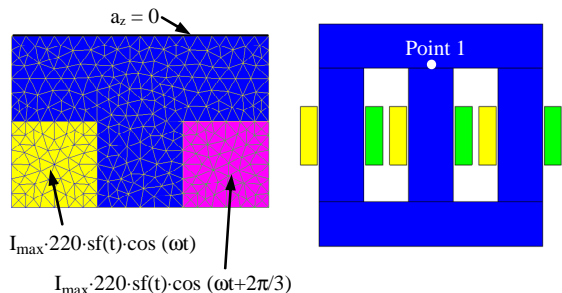 a_z = 0
Point 1
I_max·220·sf(t)·cos (ωt)
I_max·220·sf(t)·cos (ωt+2π/3)